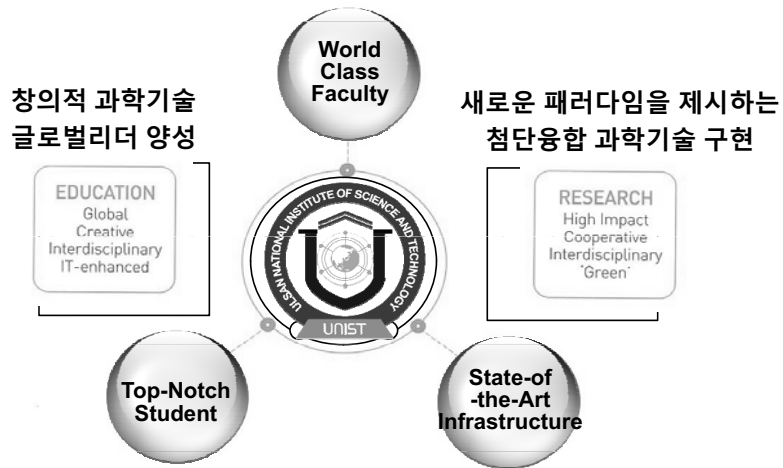 World
Class
Faculty
창의적 과학기술
글로벌리더 양성
새로운 패러다임을 제시하는
첨단융합 과학기술 구현
EDUCATION
Global
Creative
Interdisciplinary
IT-enhanced
ULSAN NATIONAL INSTITUTE OF SCIENCE AND TECHNOLOGY
UNIST
RESEARCH
High Impact
Cooperative
Interdisciplinary
'Green'
Top-Notch
Student
State-of
-the-Art
Infrastructure